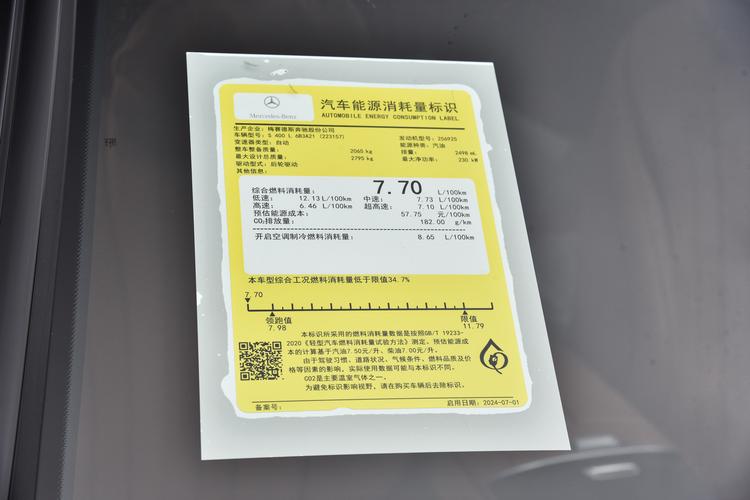 Mercedes-Benz
汽车能源消耗量标识
AUTOMOBILE ENERGY CONSUMPTION LABEL
生产企业：梅赛德斯奔驰股份公司
车辆型号：S 400 L 6B3A21 (223157) 发动机型号：256925
变速器类型：自动 能源种类：汽油
整车整备质量： 2065 kg 排量： 2498 mL
最大设计总质量： 2795 kg 最大净功率： 230 kW
驱动型式：后轮驱动
其他信息：
综合燃料消耗量： 7.70 L/100km
低速： 12.13 L/100km 中速： 7.73 L/100km
高速： 6.46 L/100km 超高速： 7.10 L/100km
预估能源成本： 57.75 元/100km
CO2排放量： 182.00 g/km
开启空调制冷燃料消耗量： 8.65 L/100km
本车型综合工况燃料消耗量低于限值34.7%
7.70
领跑值 限值
7.98 11.79
本标识所采用的燃料消耗量数据是按照GB/T 19233-
2020《轻型汽车燃料消耗量试验方法》测定。预估能源成
本的计算基于汽油7.50元/升、柴油7.00元/升。
由于驾驶习惯、道路状况、气候条件、燃料品质及价
格等因素的影响，实际使用数据可能与本标识不同。
CO2是主要温室气体之一。
为避免标识影响视野，请在购买车辆后去除标识。
备案号： 启用日期：2024-07-01